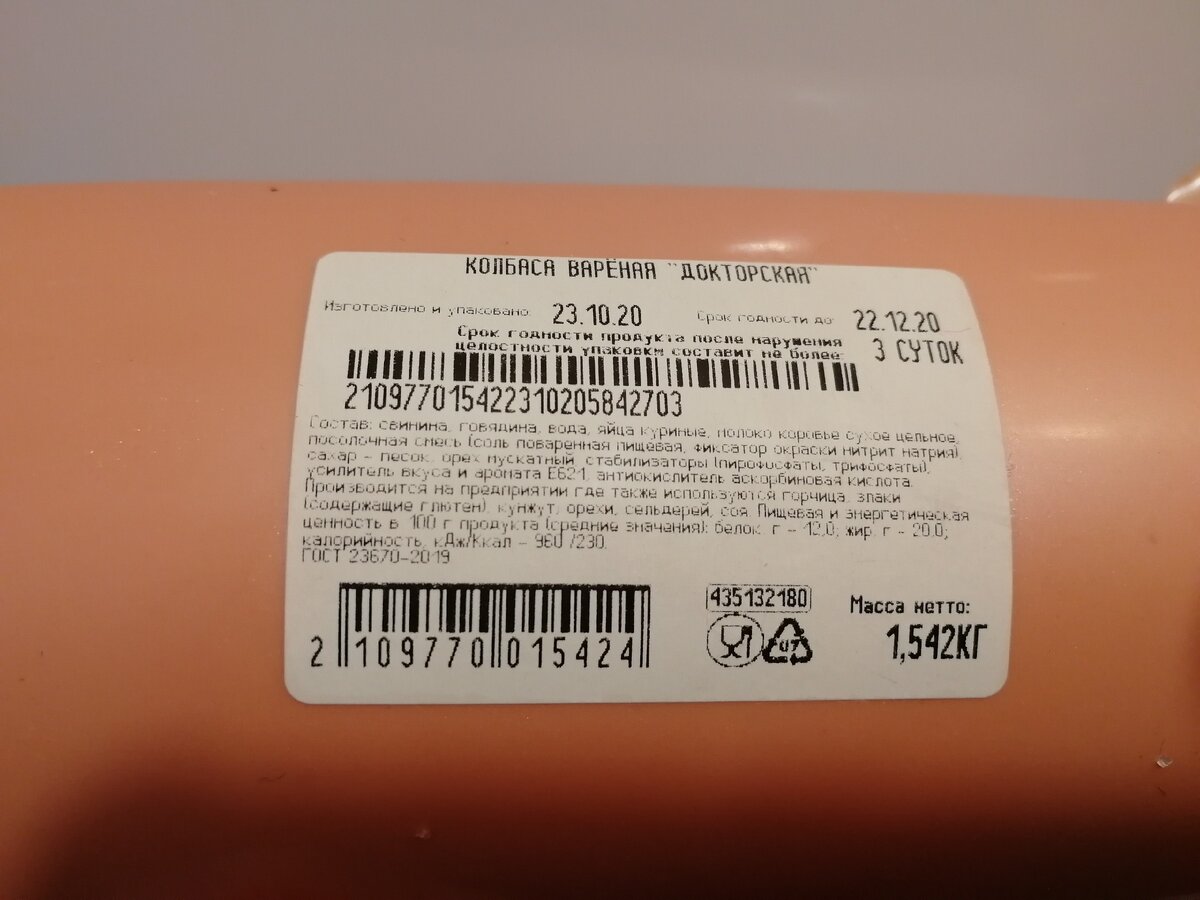 КОЛБАСА ВАРЁНАЯ "ДОКТОРСКАЯ"
Изготовлено и упаковано: 23.10.20 Срок годности до: 22.12.20
Срок годности продукта после нарушения
целостности упаковки составит не более: 3 СУТОК
210977015422310205842703
Состав: свинина, говядина, вода, яйца куриные, молоко коровье сухое цельное,
посолочная смесь (соль поваренная пищевая, фиксатор окраски нитрит натрия),
сахар - песок, орех мускатный, стабилизаторы (пирофосфаты, трифосфаты),
усилитель вкуса и аромата Е621, антиокислитель аскорбиновая кислота.
Производится на предприятии где также используются горчица, злаки
(содержащие глютен), кунжут, орехи, сельдерей, соя. Пищевая и энергетическая
ценность в 100 г продукта (средние значения): белок, г - 12,0; жир, г - 20,0;
калорийность, кДж/Ккал - 960 /230.
ГОСТ 23670-2019
2 109770 015424
435132180
07
Масса нетто:
1,542КГ